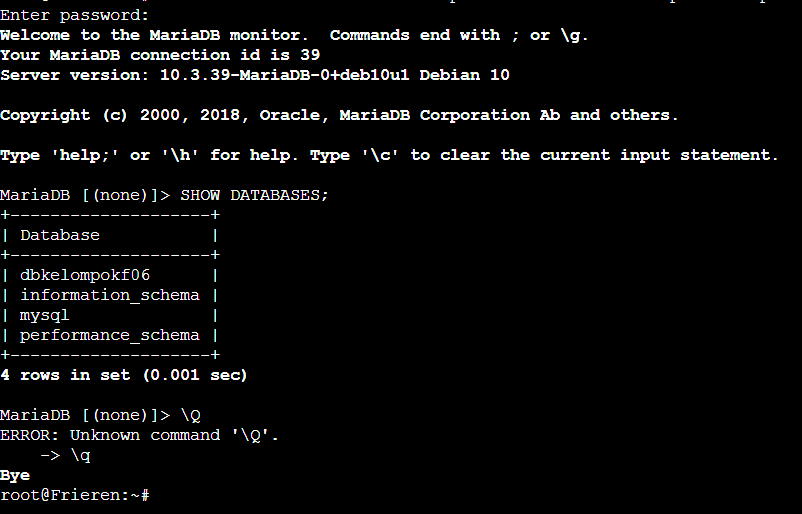 Enter password:
Welcome to the MariaDB monitor.  Commands end with ; or \g.
Your MariaDB connection id is 39
Server version: 10.3.39-MariaDB-0+deb10u1 Debian 10
Copyright (c) 2000, 2018, Oracle, MariaDB Corporation Ab and others.
Type 'help;' or '\h' for help. Type '\c' to clear the current input statement.
MariaDB [(none)]> SHOW DATABASES;
+--------------------+
| Database           |
+--------------------+
| dbkelompokf06      |
| information_schema |
| mysql              |
| performance_schema |
+--------------------+
4 rows in set (0.001 sec)
MariaDB [(none)]> \Q
ERROR: Unknown command '\Q'.
    -> \q
Bye
root@Frieren:~#